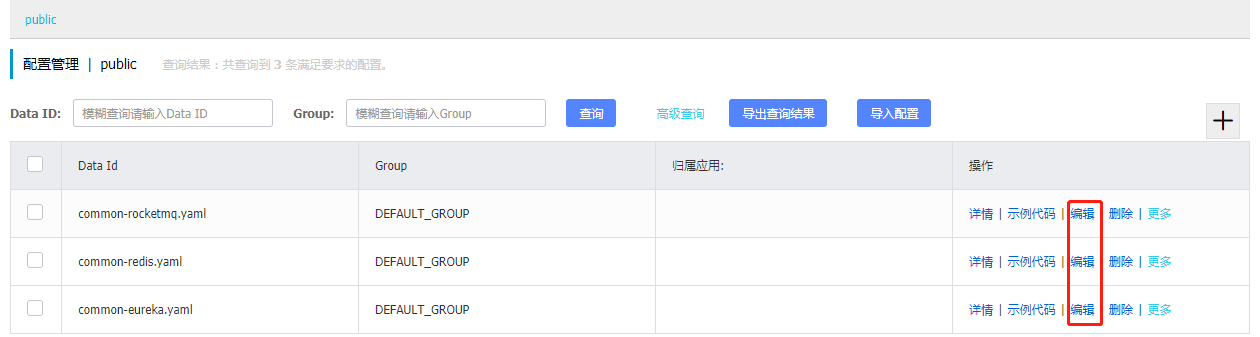 public
配置管理 | public 查询结果：共查询到 3 条满足要求的配置。
Data ID: 模糊查询请输入Data ID Group: 模糊查询请输入Group 查询 高级查询 导出查询结果 导入配置 +
Data Id Group 归属应用: 操作
common-rocketmq.yaml DEFAULT_GROUP 详情 | 示例代码 | 编辑 删除 | 更多
common-redis.yaml DEFAULT_GROUP 详情 | 示例代码 | 编辑 删除 | 更多
common-eureka.yaml DEFAULT_GROUP 详情 | 示例代码 | 编辑 删除 | 更多